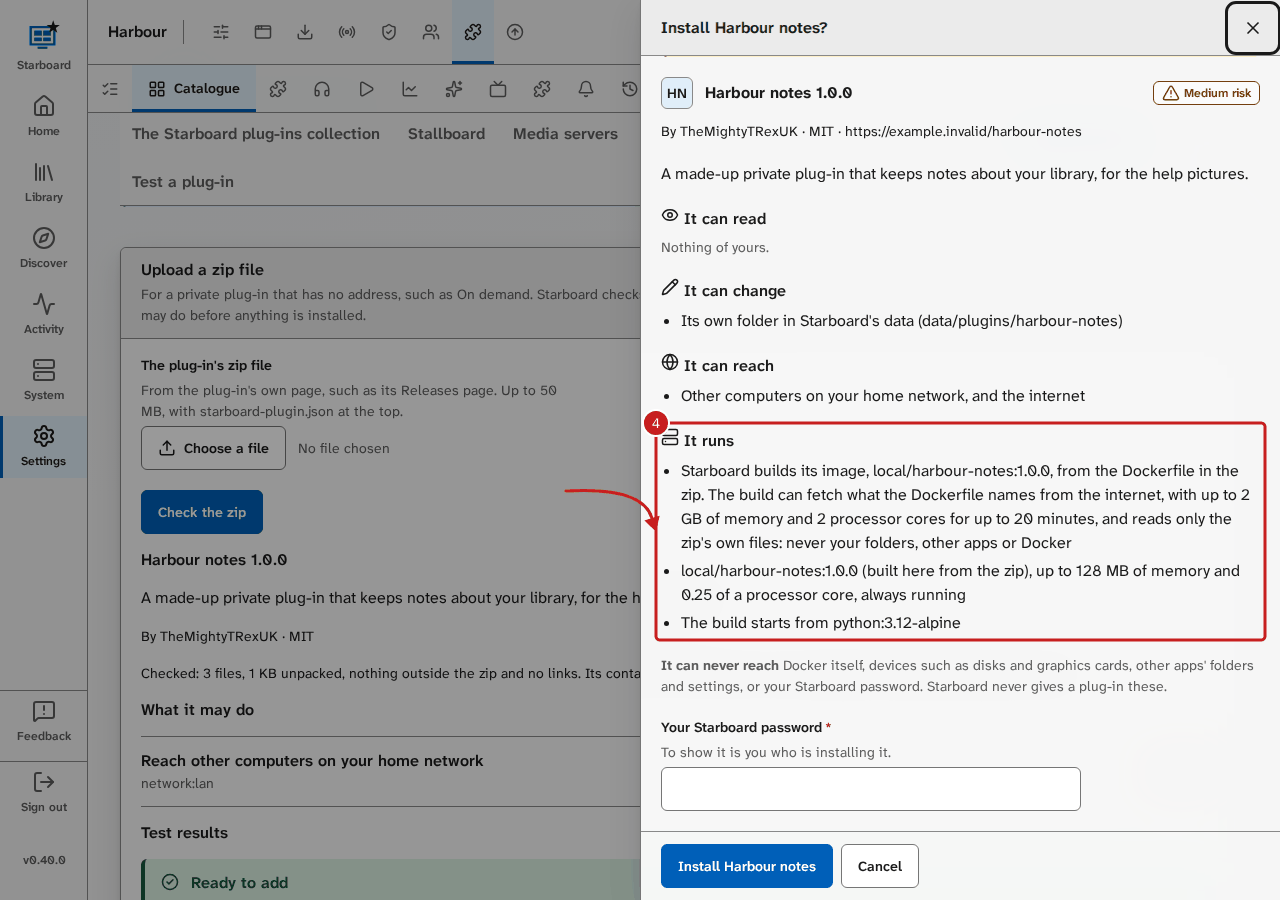 Starboard
Home
Library
Discover
Activity
System
Settings
Feedback
Sign out
v0.40.0
Harbour
Catalogue
The Starboard plug-ins collection
Stallboard
Media servers
Test a plug-in
Upload a zip file
For a private plug-in that has no address, such as On demand. Starboard check
may do before anything is installed.
The plug-in's zip file
From the plug-in's own page, such as its Releases page. Up to 50
MB, with starboard-plugin.json at the top.
Choose a file
No file chosen
Check the zip
Harbour notes 1.0.0
A made-up private plug-in that keeps notes about your library, for the h
By TheMightyTRexUK · MIT
Checked: 3 files, 1 KB unpacked, nothing outside the zip and no links. Its conta
What it may do
Reach other computers on your home network
network:lan
Test results
Ready to add
Install Harbour notes?
HN
Harbour notes 1.0.0
Medium risk
By TheMightyTRexUK · MIT · https://example.invalid/harbour-notes
A made-up private plug-in that keeps notes about your library, for the help pictures.
It can read
Nothing of yours.
It can change
• Its own folder in Starboard's data (data/plugins/harbour-notes)
It can reach
• Other computers on your home network, and the internet
4
It runs
• Starboard builds its image, local/harbour-notes:1.0.0, from the Dockerfile in the
zip. The build can fetch what the Dockerfile names from the internet, with up to 2
GB of memory and 2 processor cores for up to 20 minutes, and reads only the
zip's own files: never your folders, other apps or Docker
• local/harbour-notes:1.0.0 (built here from the zip), up to 128 MB of memory and
0.25 of a processor core, always running
• The build starts from python:3.12-alpine
It can never reach Docker itself, devices such as disks and graphics cards, other apps' folders
and settings, or your Starboard password. Starboard never gives a plug-in these.
Your Starboard password *
To show it is you who is installing it.
Install Harbour notes
Cancel